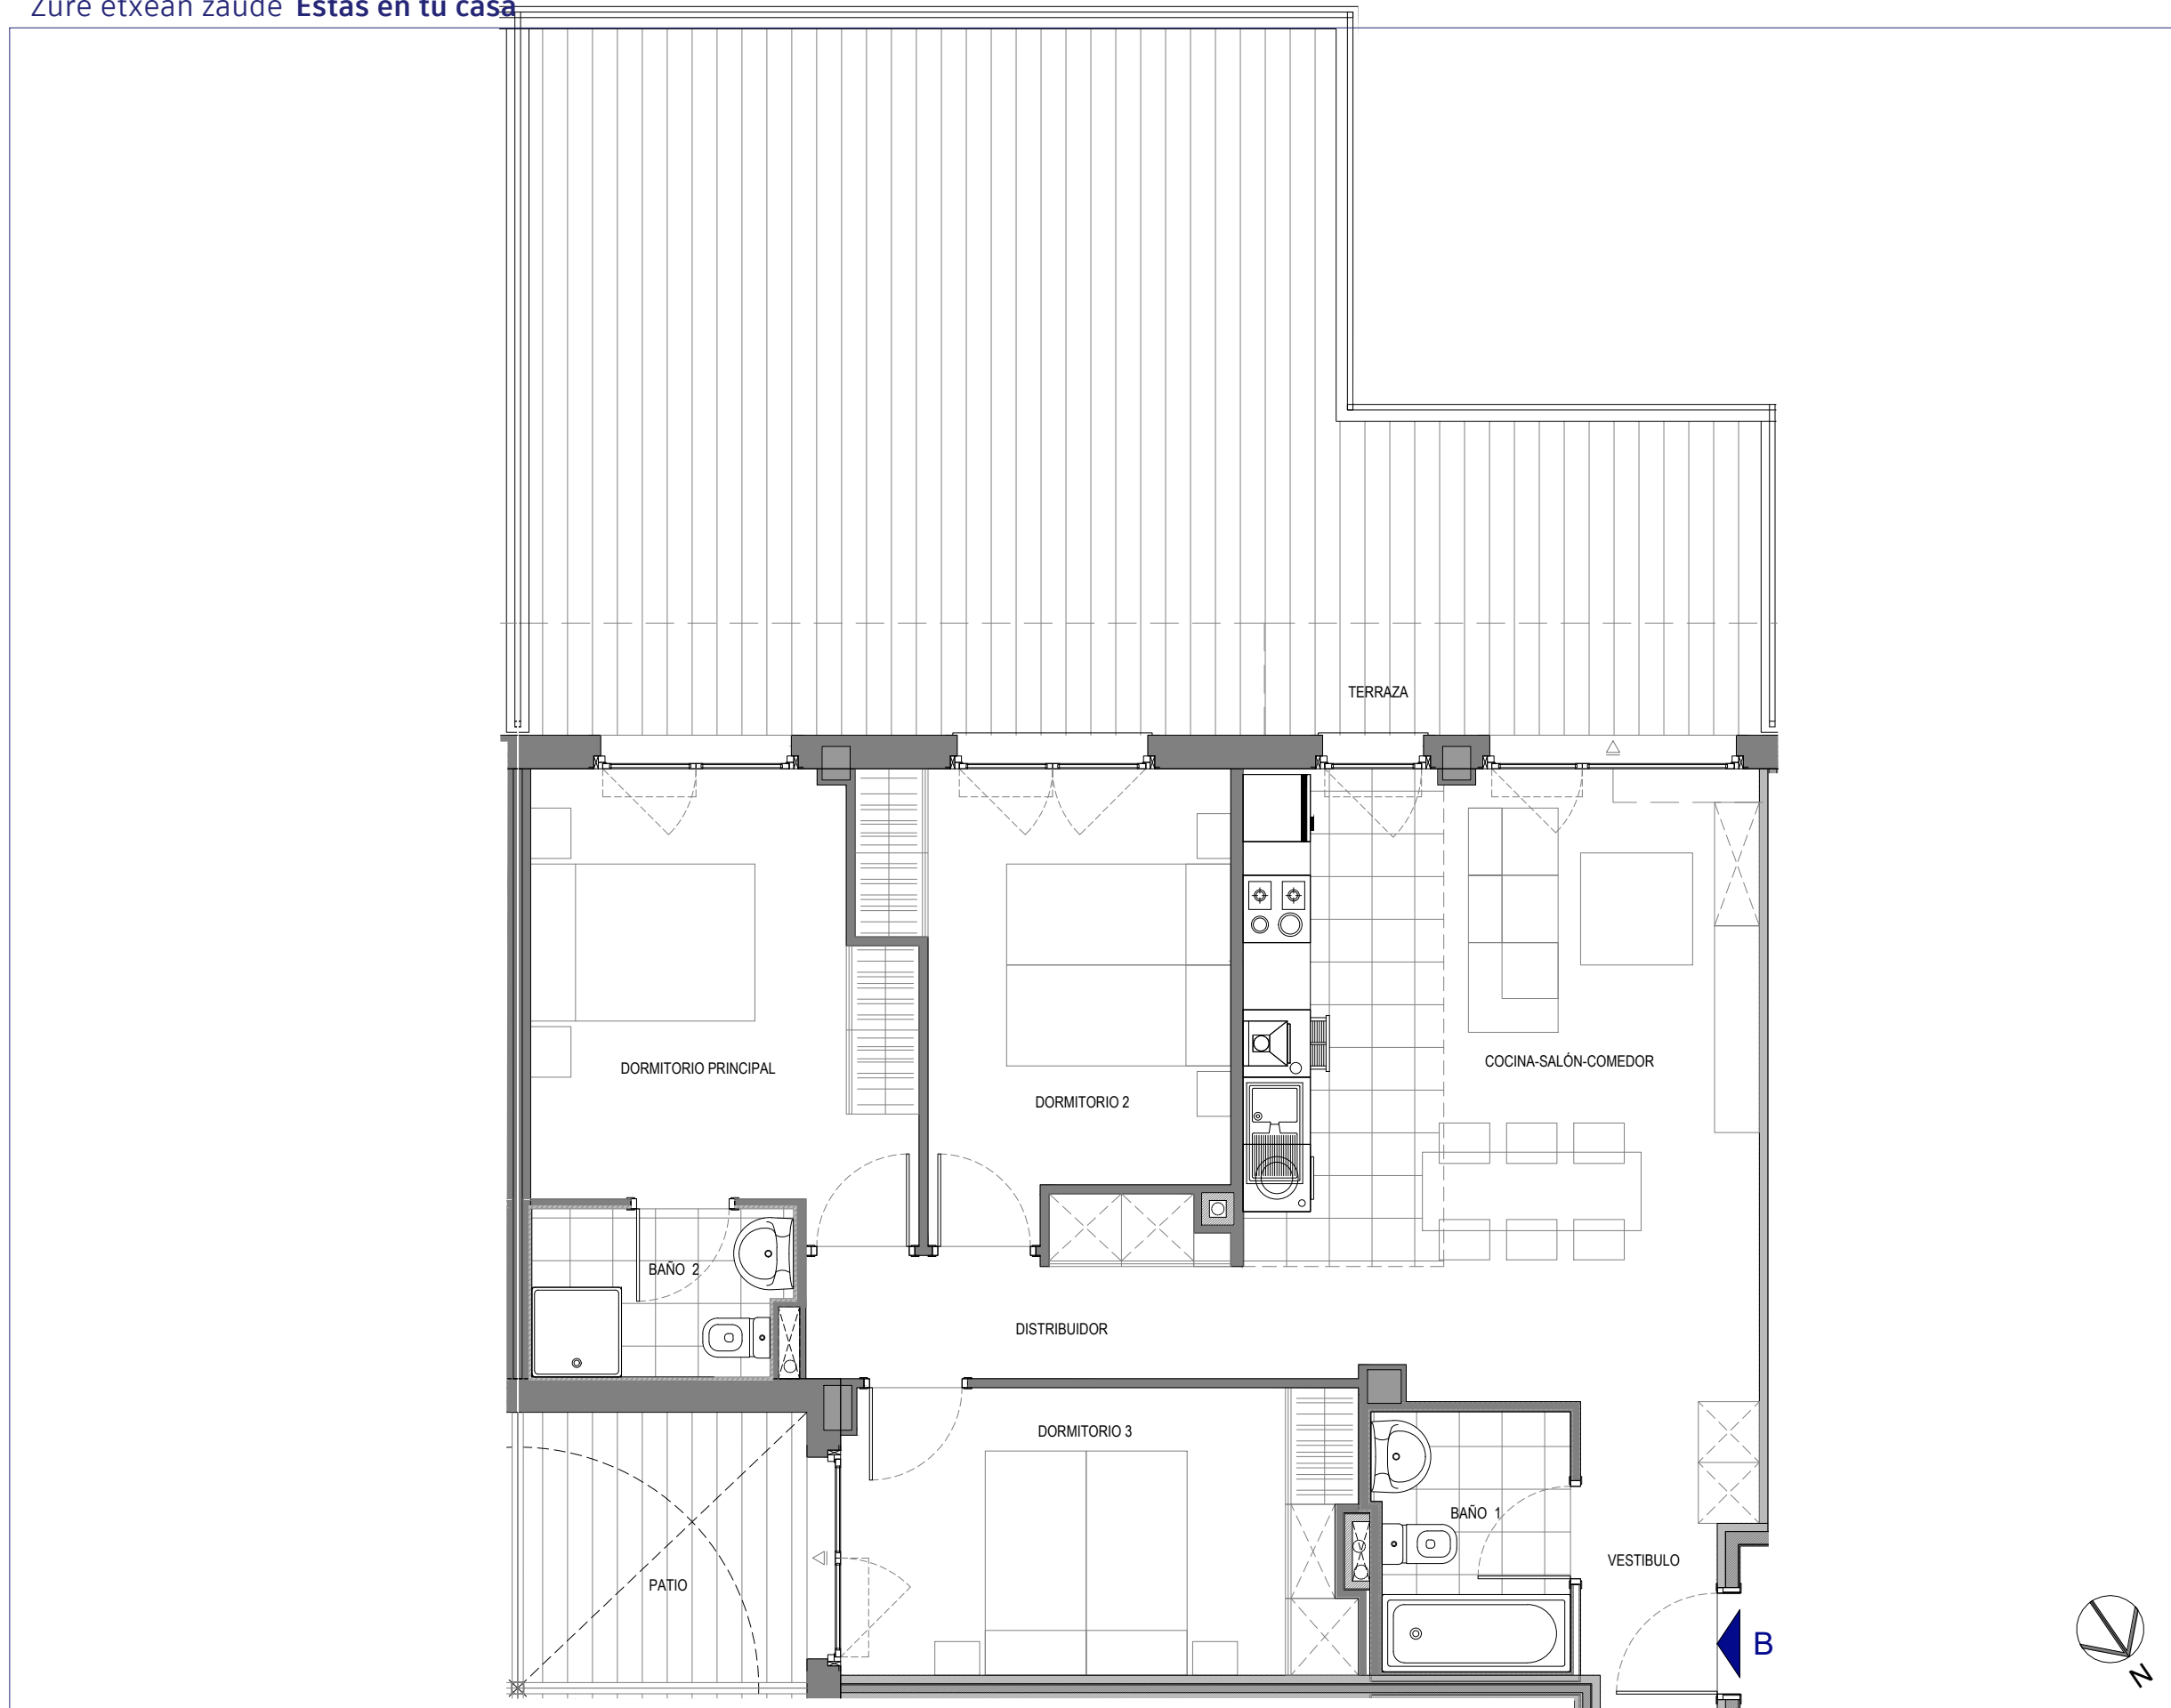 Zure etxean zaude Estás en tu casa
TERRAZA
COCINA-SALÓN-COMEDOR
DORMITORIO PRINCIPAL
DORMITORIO 2
BAÑO 2
DISTRIBUIDOR
DORMITORIO 3
BAÑO 1
VESTIBULO
PATIO
B
N